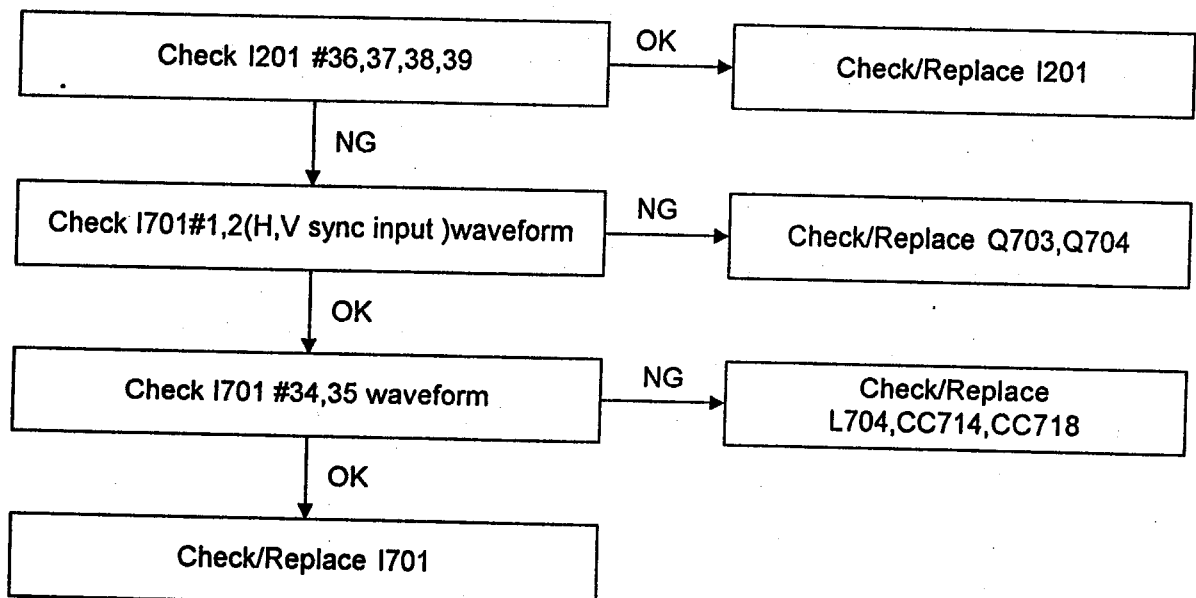 Check I201 #36,37,38,39
OK
Check/Replace I201
NG
Check I701#1,2(H,V sync input )waveform
NG
Check/Replace Q703,Q704
OK
Check I701 #34,35 waveform
NG
Check/Replace
L704,CC714,CC718
OK
Check/Replace I701